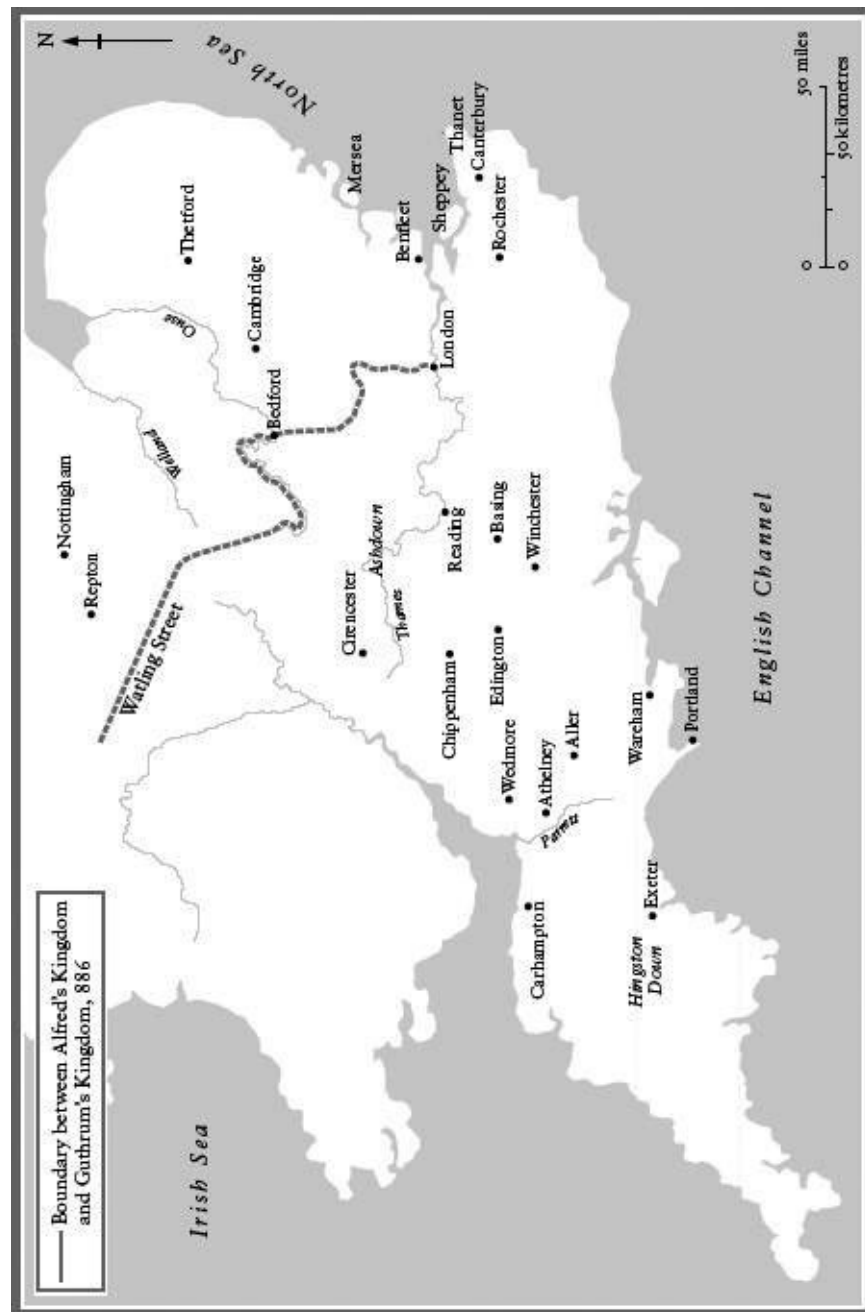 Boundary between Alfred's Kingdom
and Guthrum's Kingdom, 886
N
North Sea
Irish Sea
English Channel
Nottingham
Repton
Watling Street
Welland
Ouse
Thetford
Cambridge
Bedford
Mersea
Benfleet
Sheppey
Thanet
Canterbury
Rochester
London
Cirencester
Ashdown
Thames
Reading
Basing
Winchester
Chippenham
Edington
Wedmore
Athelney
Aller
Parrett
Carhampton
Wareham
Portland
Exeter
Hingston
Down
0 50 miles
0 50 kilometres